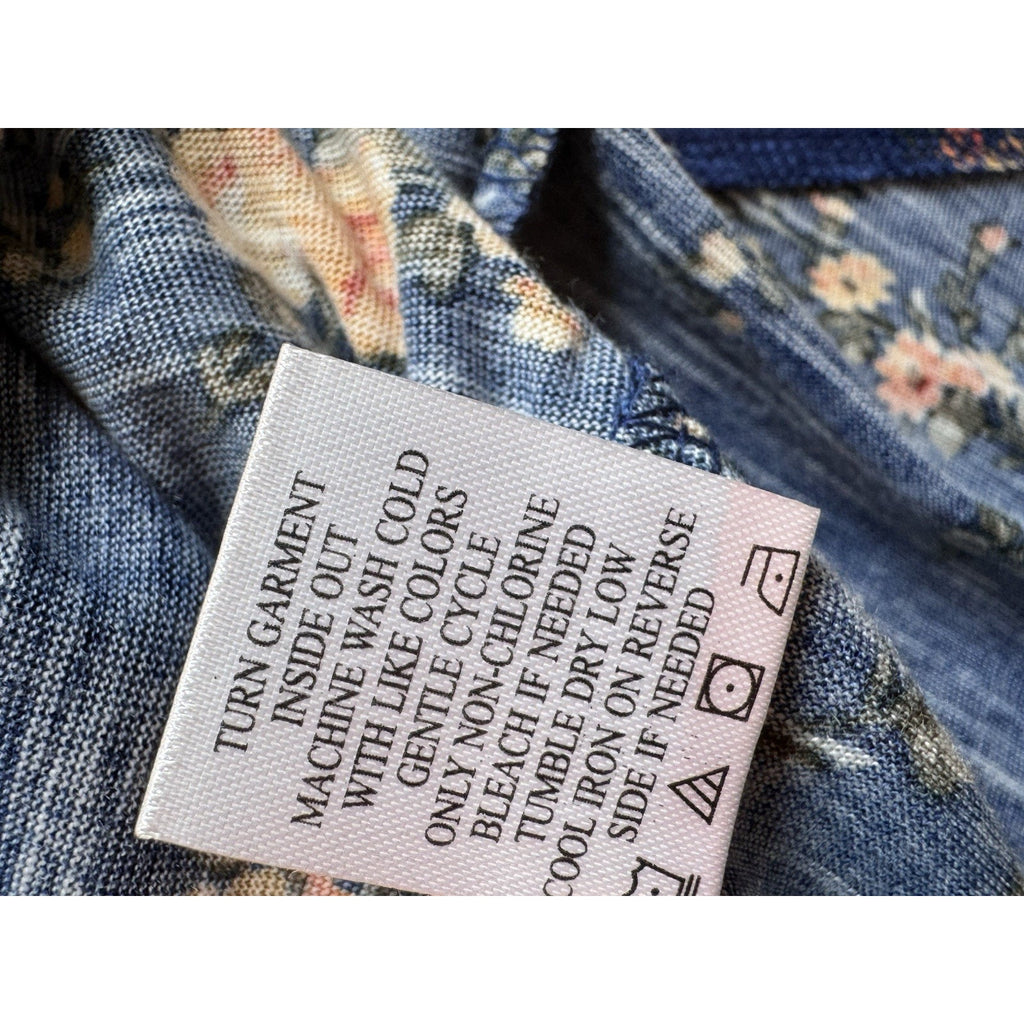 TURN GARMENT
INSIDE OUT
MACHINE WASH COLD
WITH LIKE COLORS
GENTLE CYCLE
ONLY NON-CHLORINE
BLEACH IF NEEDED
TUMBLE DRY LOW
COOL IRON ON REVERSE
SIDE IF NEEDED